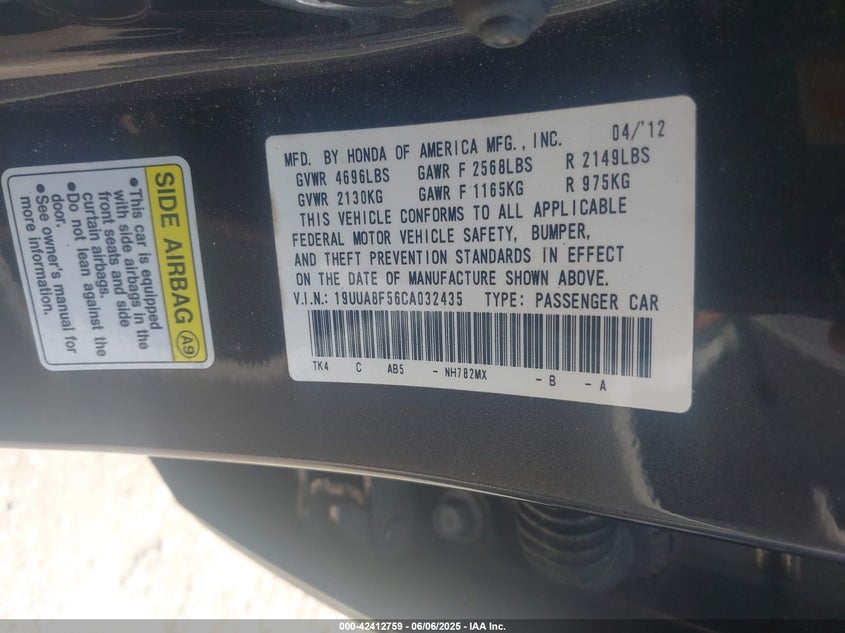 SIDE AIRBAG A9
•This car is equipped
with side airbags in the
front seats and side
curtain airbags.
•Do not lean against the
door.
•See owner's manual for
more information.
MFD. BY HONDA OF AMERICA MFG., INC. 04/'12
GVWR 4696LBS GAWR F 2568LBS R 2149LBS
GVWR 2130KG GAWR F 1165KG R 975KG
THIS VEHICLE CONFORMS TO ALL APPLICABLE
FEDERAL MOTOR VEHICLE SAFETY, BUMPER,
AND THEFT PREVENTION STANDARDS IN EFFECT
ON THE DATE OF MANUFACTURE SHOWN ABOVE.
V.I.N.: 19UUA8F56CA032435 TYPE: PASSENGER CAR
TK4 C AB5 - NH782MX - B - A
000-42412759 - 06/06/2025 - IAA Inc.